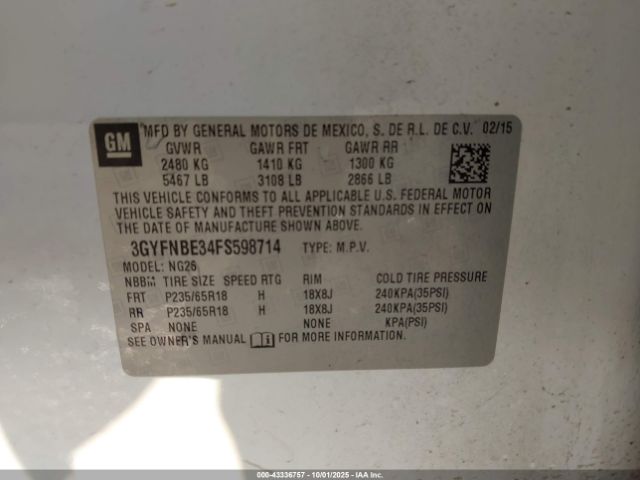 GM MFD BY GENERAL MOTORS DE MEXICO, S. DE R.L. DE C.V. 02/15
GVWR GAWR FRT GAWR RR
2480 KG 1410 KG 1300 KG
5467 LB 3108 LB 2866 LB
THIS VEHICLE CONFORMS TO ALL APPLICABLE U.S. FEDERAL MOTOR
VEHICLE SAFETY AND THEFT PREVENTION STANDARDS IN EFFECT ON
THE DATE OF MANUFACTURE SHOWN ABOVE.
3GYFNBE34FS598714 TYPE: M.P.V.
MODEL: NG26
NBBM TIRE SIZE SPEED RTG RIM COLD TIRE PRESSURE
FRT P235/65R18 H 18X8J 240KPA(35PSI)
RR P235/65R18 H 18X8J 240KPA(35PSI)
SPA NONE NONE KPA(PSI)
SEE OWNER'S MANUAL FOR MORE INFORMATION.
000-43336757 - 10/01/2025 - IAAI.com